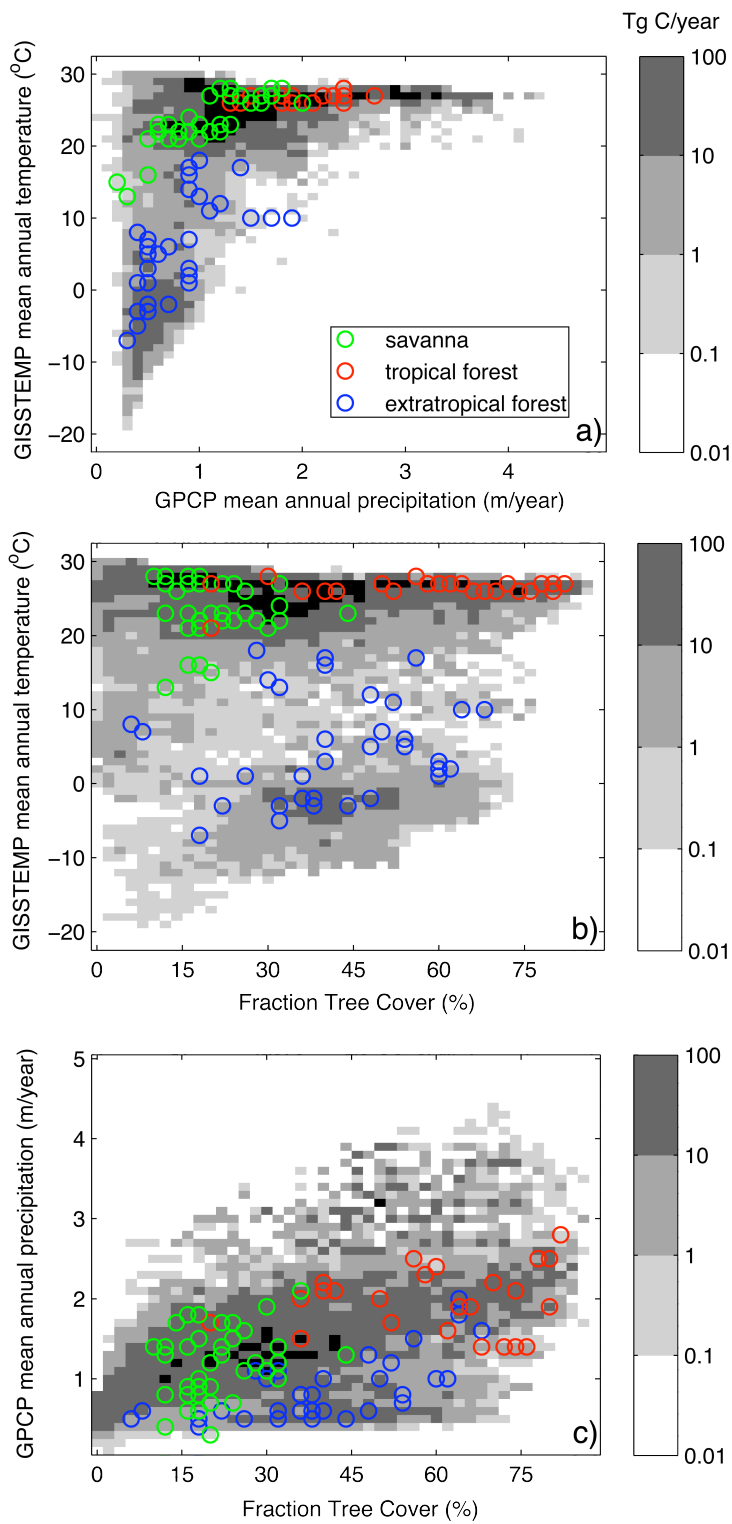 Tg C/year
GISSTEMP mean annual temperature (°C)
30
20
10
0
−10
−20
0 1 2 3 4
GPCP mean annual precipitation (m/year)
savanna
tropical forest
extratropical forest
a)
100
10
1
0.1
0.01
GISSTEMP mean annual temperature (°C)
30
20
10
0
−10
−20
0 15 30 45 60 75
Fraction Tree Cover (%)
b)
100
10
1
0.1
0.01
GPCP mean annual precipitation (m/year)
5
4
3
2
1
0 15 30 45 60 75
Fraction Tree Cover (%)
c)
100
10
1
0.1
0.01